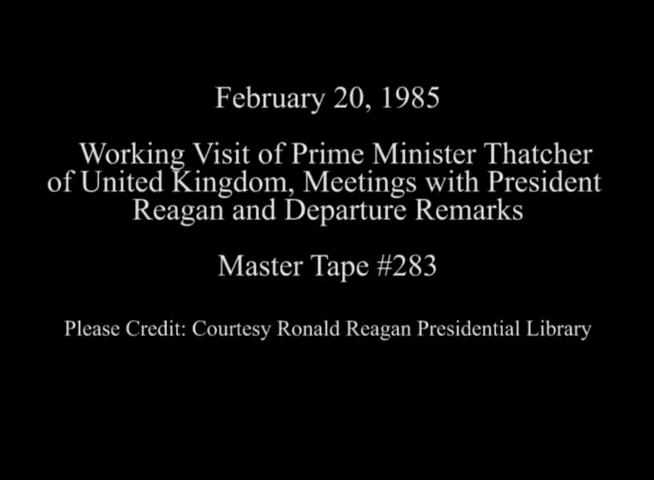 February 20, 1985
Working Visit of Prime Minister Thatcher
of United Kingdom, Meetings with President
Reagan and Departure Remarks
Master Tape #283
Please Credit: Courtesy Ronald Reagan Presidential Library